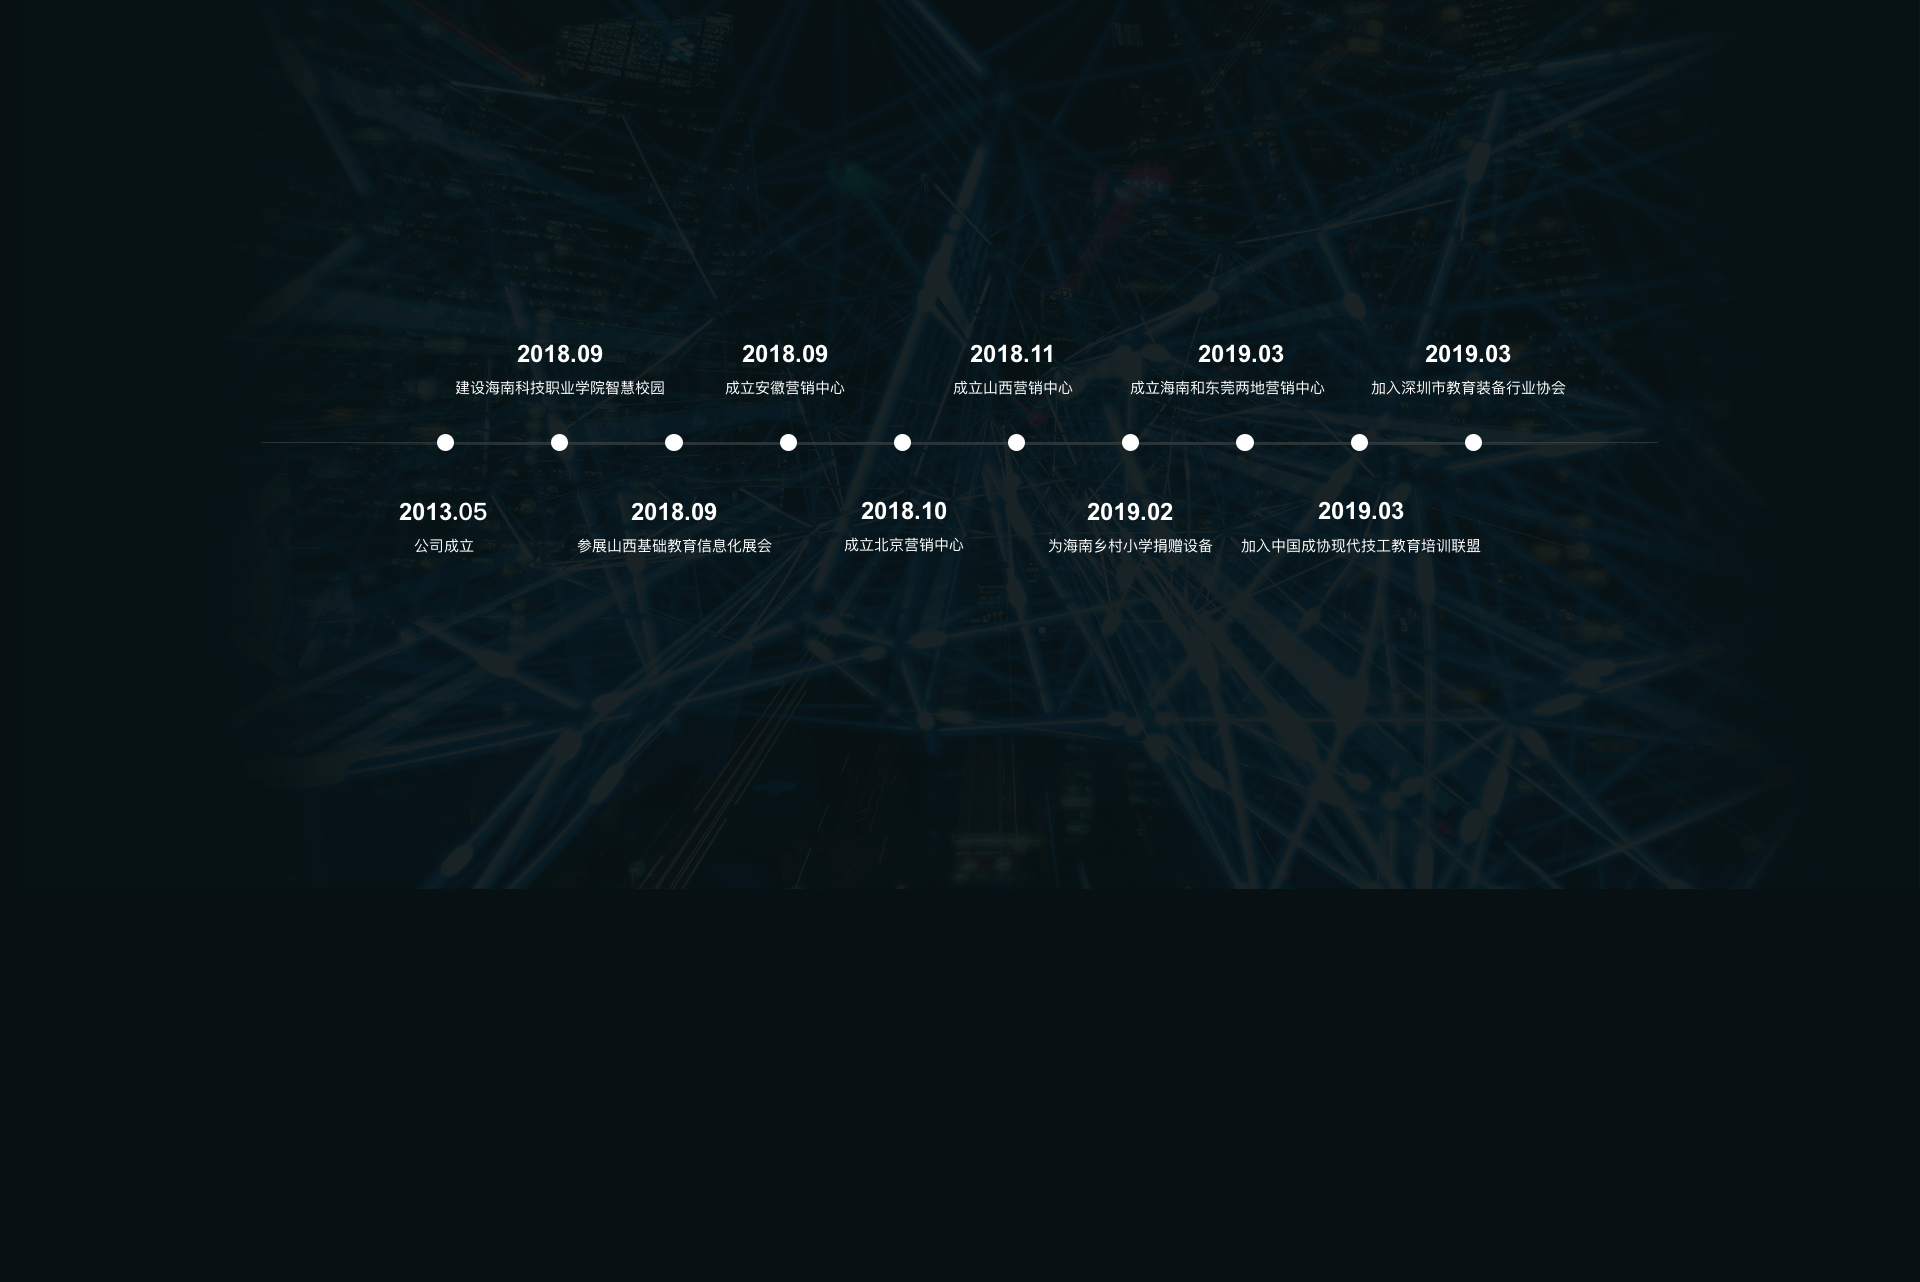 2018.09
建设海南科技职业学院智慧校园
2018.09
成立安徽营销中心
2018.11
成立山西营销中心
2019.03
成立海南和东莞两地营销中心
2019.03
加入深圳市教育装备行业协会
2013.05
公司成立
2018.09
参展山西基础教育信息化展会
2018.10
成立北京营销中心
2019.02
为海南乡村小学捐赠设备
2019.03
加入中国成协现代技工教育培训联盟